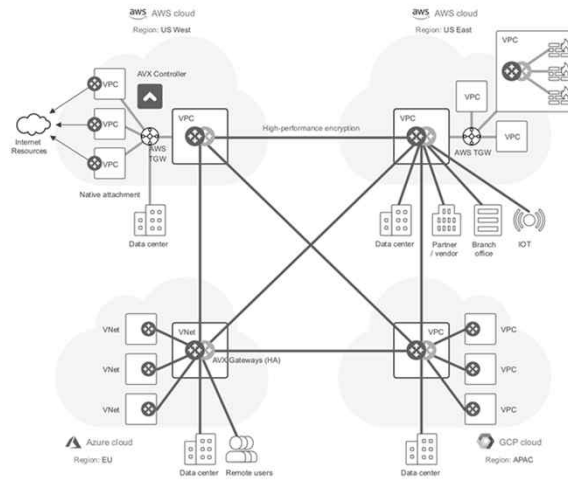 aws AWS cloud
Region: US West
aws AWS cloud
Region: US East
VPC
AVX Controller
VPC
VPC
VPC
VPC
Internet
Resources
AWS
TGW
Native attachment
Data center
High-performance encryption
VPC
VPC
AWS TGW
VPC
Data center
Partner
/ vendor
Branch
office
IOT
VNet
VNet
VNet
VNet
AVX Gateways (HA)
VPC
VPC
VPC
VPC
Azure cloud
Region: EU
Data center
Remote users
Data center
GCP cloud
Region: APAC